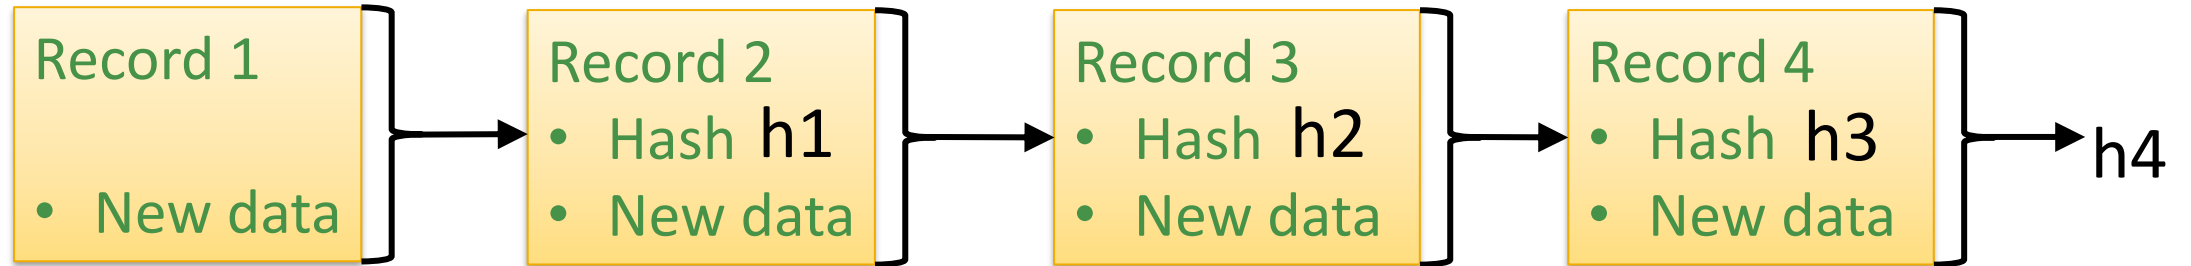 Record 1
• New data
Record 2
• Hash h1
• New data
Record 3
• Hash h2
• New data
Record 4
• Hash h3
• New data
h4